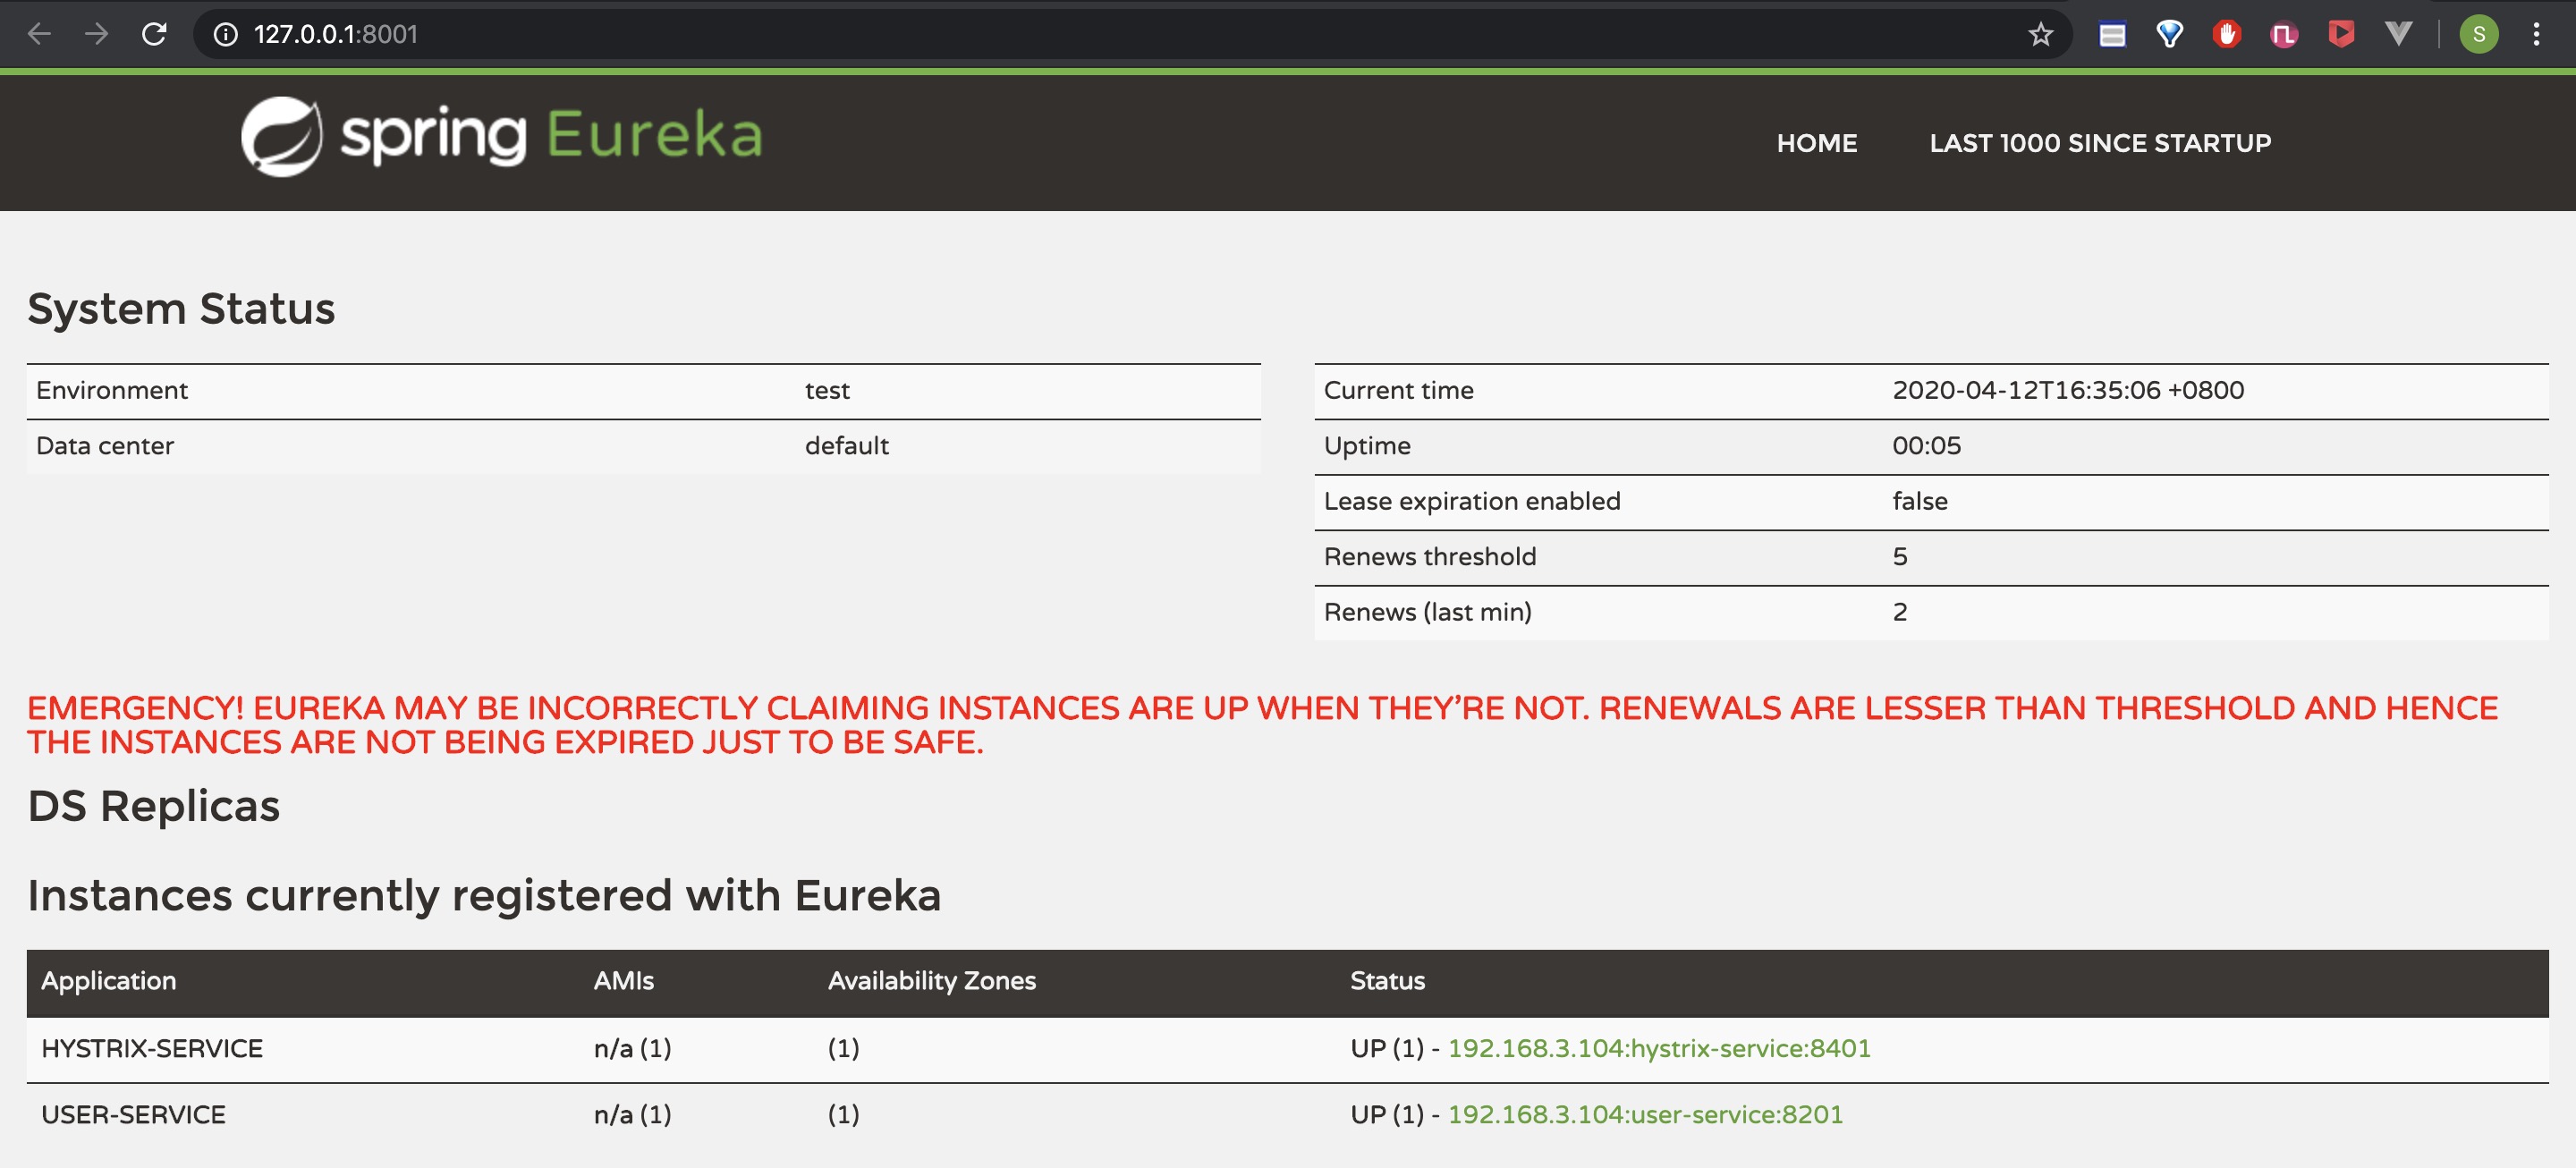 127.0.0.1:8001
S
spring Eureka
HOME LAST 1000 SINCE STARTUP
System Status
Environment test
Data center default
Current time 2020-04-12T16:35:06 +0800
Uptime 00:05
Lease expiration enabled false
Renews threshold 5
Renews (last min) 2
EMERGENCY! EUREKA MAY BE INCORRECTLY CLAIMING INSTANCES ARE UP WHEN THEY’RE NOT. RENEWALS ARE LESSER THAN THRESHOLD AND HENCE
THE INSTANCES ARE NOT BEING EXPIRED JUST TO BE SAFE.
DS Replicas
Instances currently registered with Eureka
Application AMIs Availability Zones Status
HYSTRIX-SERVICE n/a (1) (1) UP (1) - 192.168.3.104:hystrix-service:8401
USER-SERVICE n/a (1) (1) UP (1) - 192.168.3.104:user-service:8201